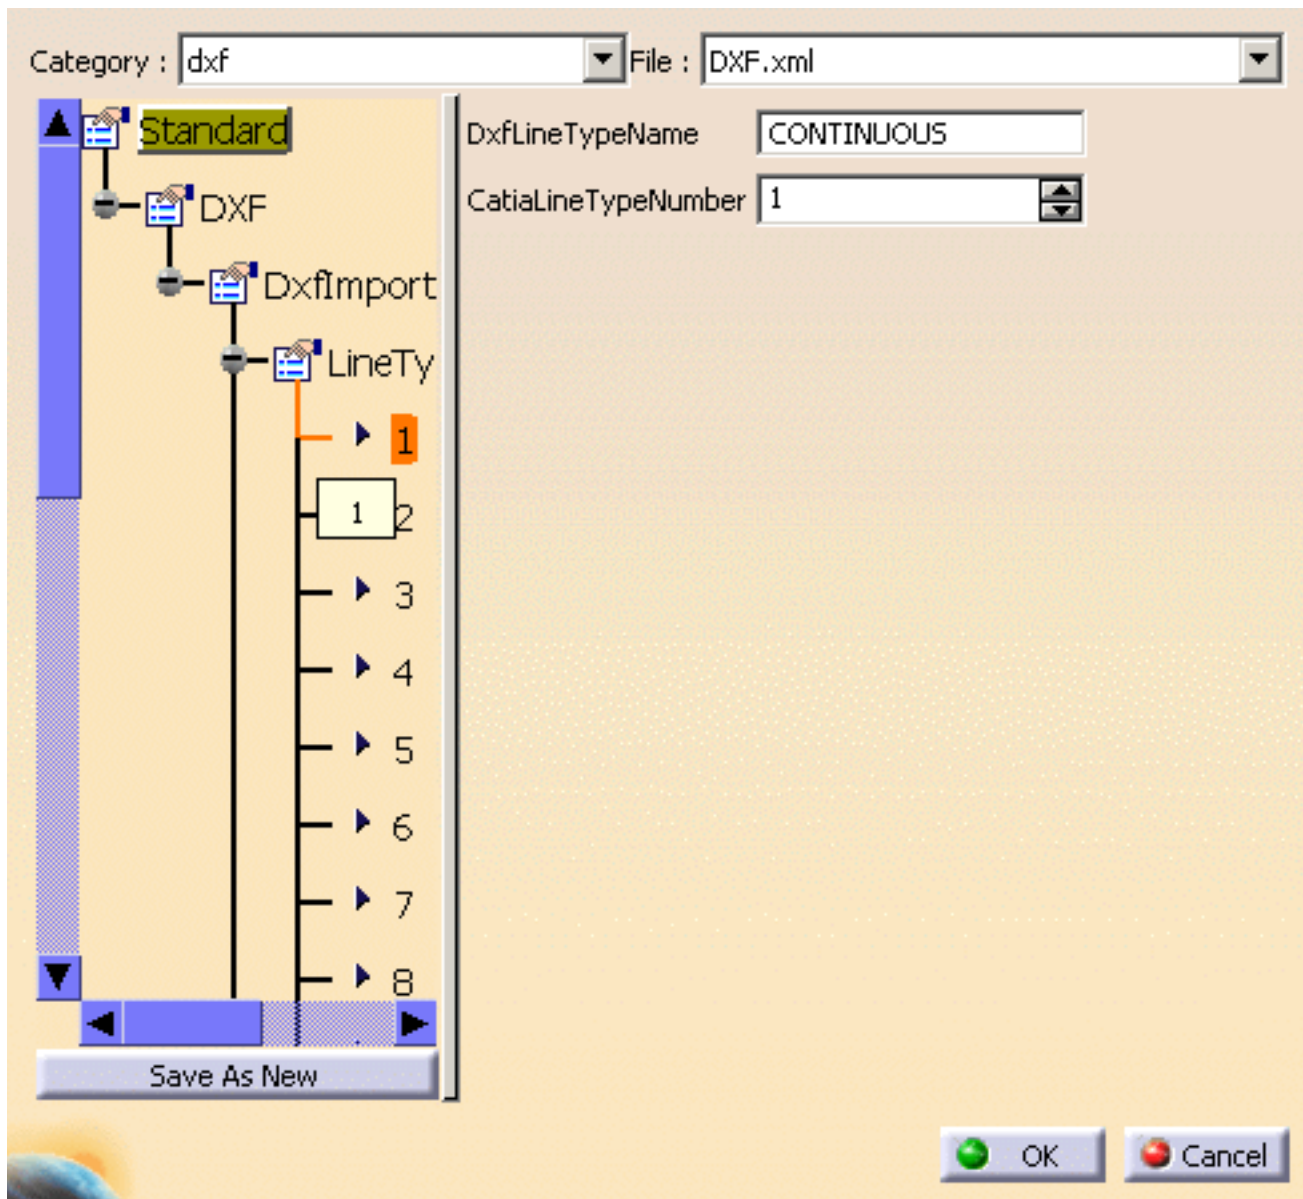 Category : dxf File : DXF.xml
Standard
DxfLineTypeName CONTINUOUS
DXF
CatiaLineTypeNumber 1
DxfImport
LineTy
1
1 2
3
4
5
6
7
8
Save As New
OK Cancel